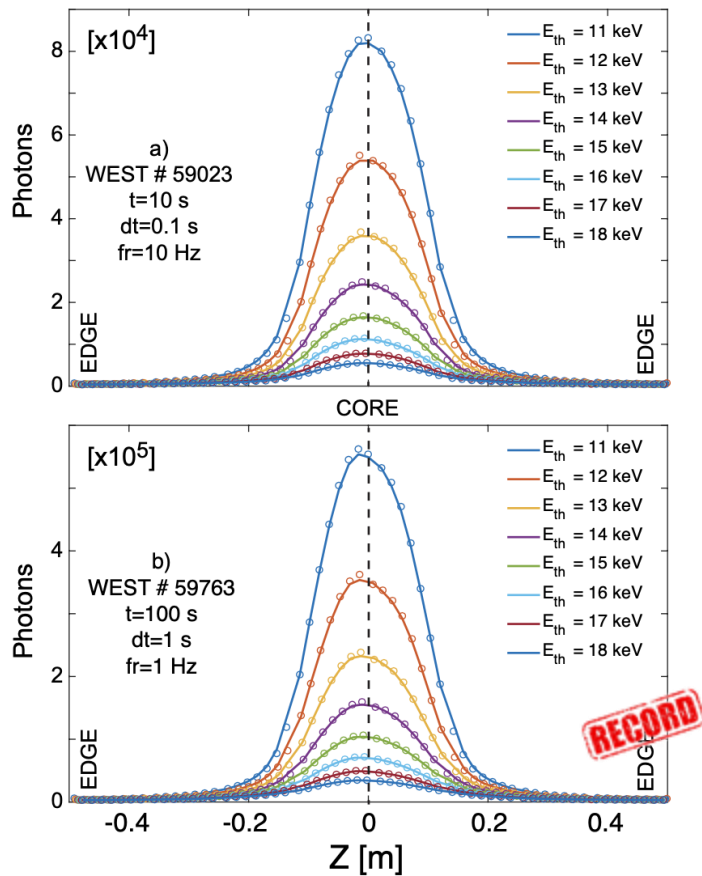 [x10⁴]
8
6
4
2
0
Photons
a)
WEST # 59023
t=10 s
dt=0.1 s
fr=10 Hz
E_th = 11 keV
E_th = 12 keV
E_th = 13 keV
E_th = 14 keV
E_th = 15 keV
E_th = 16 keV
E_th = 17 keV
E_th = 18 keV
EDGE
EDGE
CORE
[x10⁵]
4
2
0
Photons
b)
WEST # 59763
t=100 s
dt=1 s
fr=1 Hz
E_th = 11 keV
E_th = 12 keV
E_th = 13 keV
E_th = 14 keV
E_th = 15 keV
E_th = 16 keV
E_th = 17 keV
E_th = 18 keV
RECORD
EDGE
EDGE
-0.4 -0.2 0 0.2 0.4
Z [m]